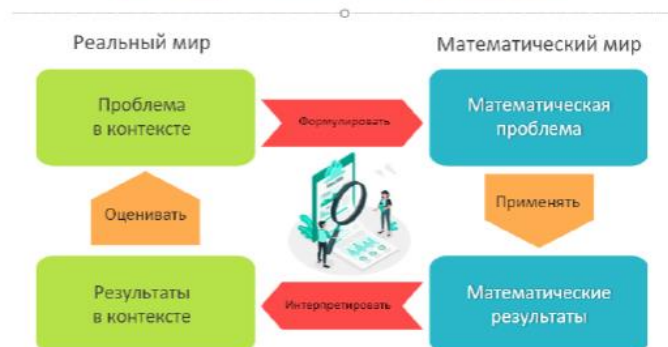 Реальный мир
Математический мир
Проблема
в контексте
Формулировать
Математическая
проблема
Оценивать
Применять
Результаты
в контексте
Интерпретировать
Математические
результаты